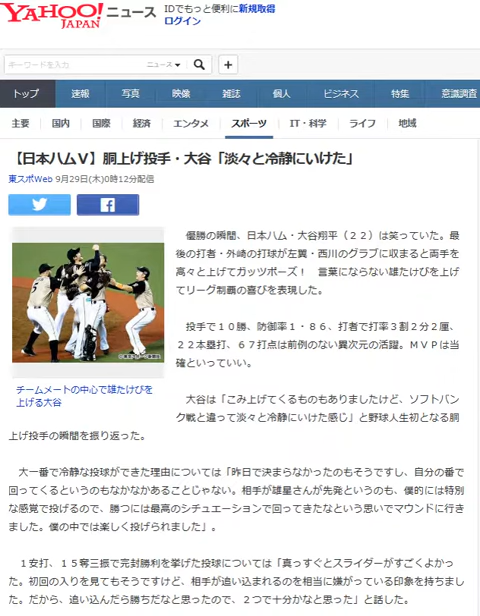 YAHOO! ニュース
JAPAN
IDでもっと便利に新規取得
ログイン
キーワードを入力
ニュース
トップ 速報 写真 映像 雑誌 個人 ビジネス 特集 意識調査
主要 国内 国際 経済 エンタメ スポーツ IT・科学 ライフ 地域
【日本ハムV】胴上げ投手・大谷「淡々と冷静にいけた」
東スポWeb 9月29日(木)0時12分配信
優勝の瞬間、日本ハム・大谷翔平（２２）は笑っていた。最
後の打者・外崎の打球が左翼・西川のグラブに収まると両手を
高々と上げてガッツポーズ！　言葉にならない雄たけびを上げ
てリーグ制覇の喜びを表現した。
投手で１０勝、防御率１・８６、打者で打率３割２分２厘、
２２本塁打、６７打点は前例のない異次元の活躍。ＭＶＰは当
確といっていい。
チームメートの中心で雄たけびを
上げる大谷
大谷は「こみ上げてくるものもありましたけど、ソフトバン
ク戦と違って淡々と冷静にいけた感じ」と野球人生初となる胴
上げ投手の瞬間を振り返った。
大一番で冷静な投球ができた理由については「昨日で決まらなかったのもそうですし、自分の番で
回ってくるというのもなかなかあることじゃない。相手が雄星さんが先発というのも、僕的には特別
な感覚で投げるので、勝つには最高のシチュエーションで回ってきたなという思いでマウンドに行き
ました。僕の中では楽しく投げられました」。
１安打、１５奪三振で完封勝利を挙げた投球については「真っすぐとスライダーがすごくよかっ
た。初回の入りを見てもそうですけど、相手が追い込まれるのを相当に嫌がっている印象を持ちまし
た。だから、追い込んだら勝ちだなと思ったので、２つで十分かなと思った」と話した。